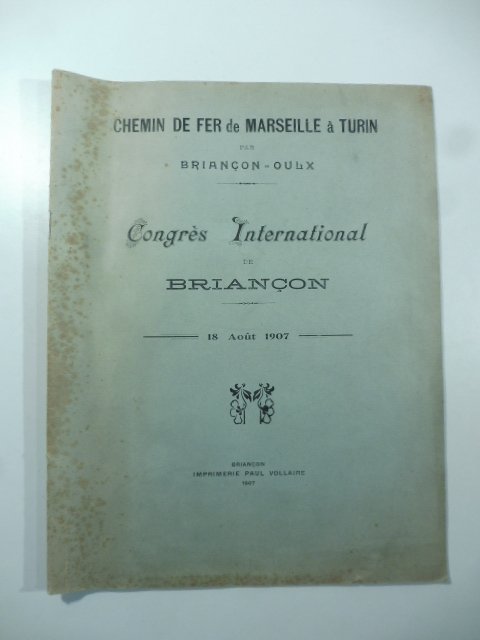 CHEMIN DE FER de MARSEILLE à TURIN
PAR
BRIANÇON - OULX
Congrès International
DE
BRIANÇON
18 Août 1907
BRIANÇON
IMPRIMERIE PAUL VOLLAIRE
1907